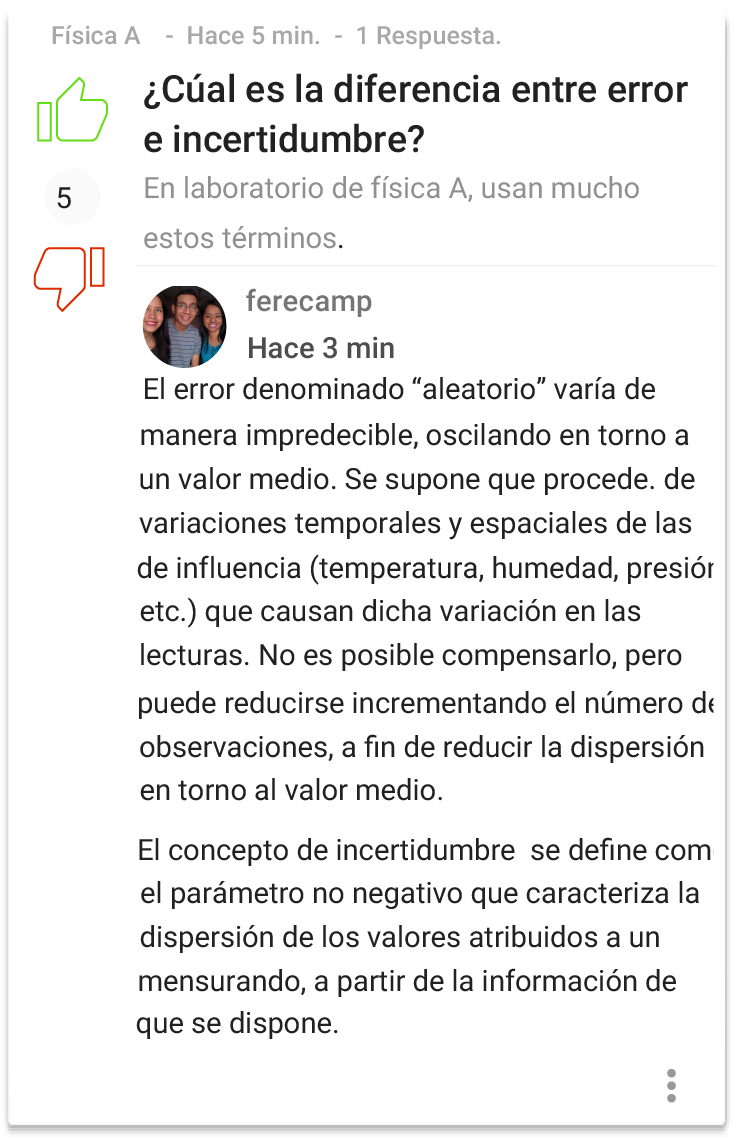 Física A - Hace 5 min. - 1 Respuesta.
¿Cúal es la diferencia entre error
e incertidumbre?
5
En laboratorio de física A, usan mucho
estos términos.
ferecamp
Hace 3 min
El error denominado “aleatorio” varía de
manera impredecible, oscilando en torno a
un valor medio. Se supone que procede. de
variaciones temporales y espaciales de las
de influencia (temperatura, humedad, presión
etc.) que causan dicha variación en las
lecturas. No es posible compensarlo, pero
puede reducirse incrementando el número de
observaciones, a fin de reducir la dispersión
en torno al valor medio.
El concepto de incertidumbre se define com
el parámetro no negativo que caracteriza la
dispersión de los valores atribuidos a un
mensurando, a partir de la información de
que se dispone.